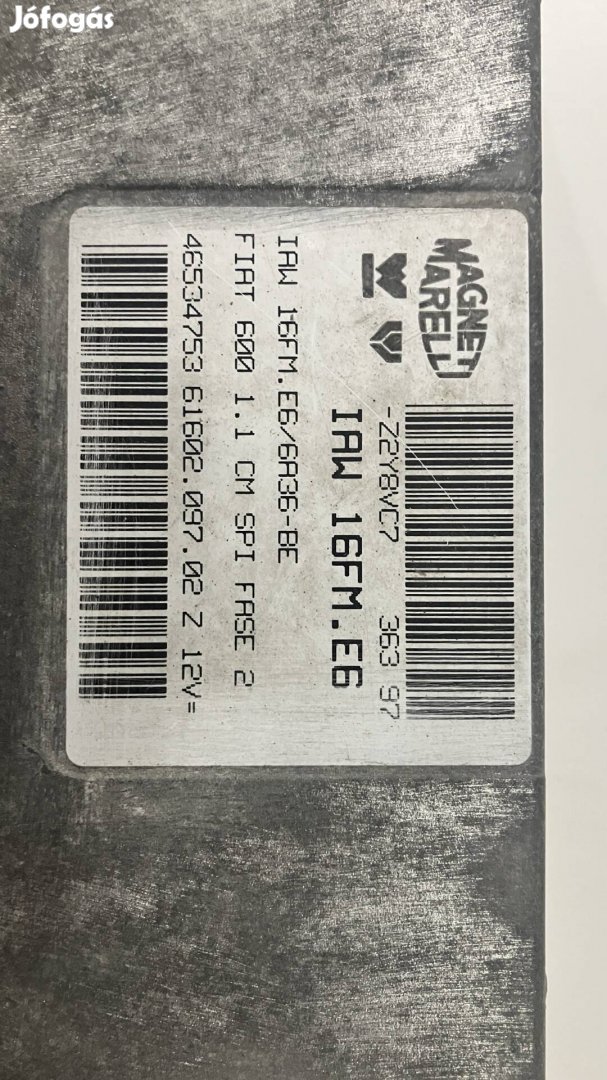 Jófogás
MAGNETI
MARELLI
-Z2Y8VC7 363 97
IAW 16FM.E6
IAW 16FM.E6/6A36-BE
FIAT 600 1.1 CM SPI FASE 2
46534753 61602.097.02 Z 12V=